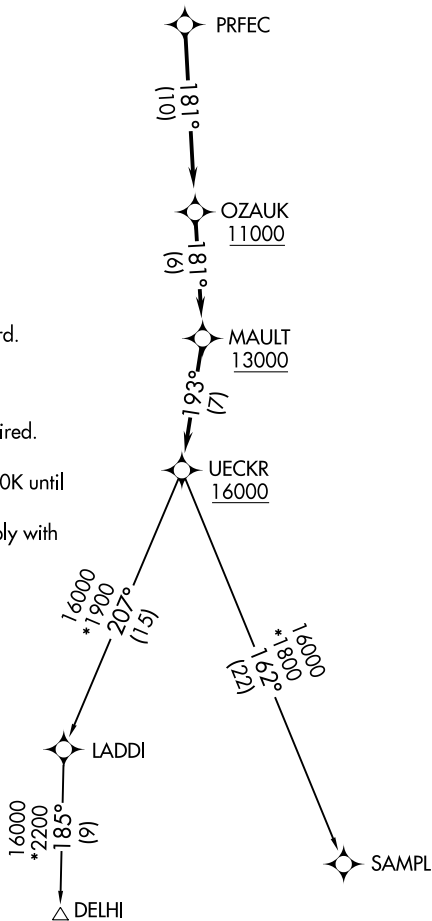 PRFEC
181°
(10)
OZAUK
11000
181°
(6)
rd.
MAULT
13000
193°
(7)
ired.
UECKR
16000
0K until
ply with
16000
*1900
207°
(15)
16000
*1800
162°
(22)
LADDI
16000
*2200
185°
(9)
SAMPL
DELHI